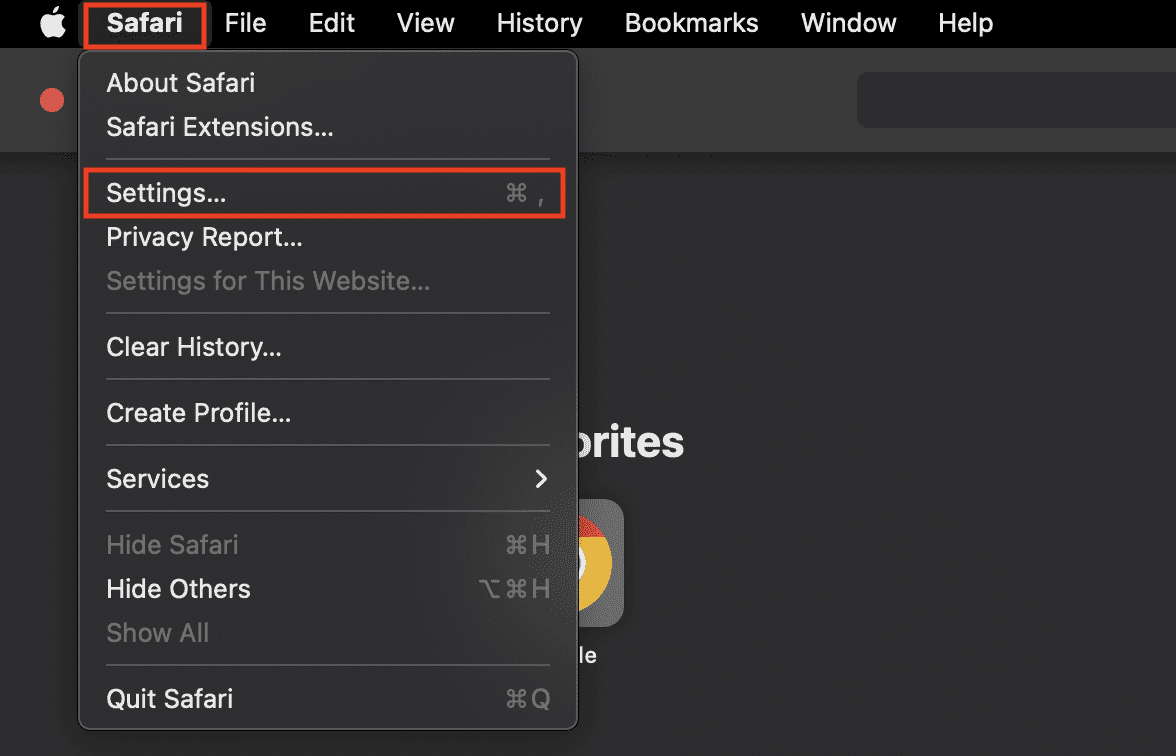 Safari File Edit View History Bookmarks Window Help
About Safari
Safari Extensions...
Settings... ⌘ ,
Privacy Report...
Settings for This Website...
Clear History...
Create Profile...
orites
Services
Hide Safari ⌘H
Hide Others ⌥⌘H
Show All
le
Quit Safari ⌘Q